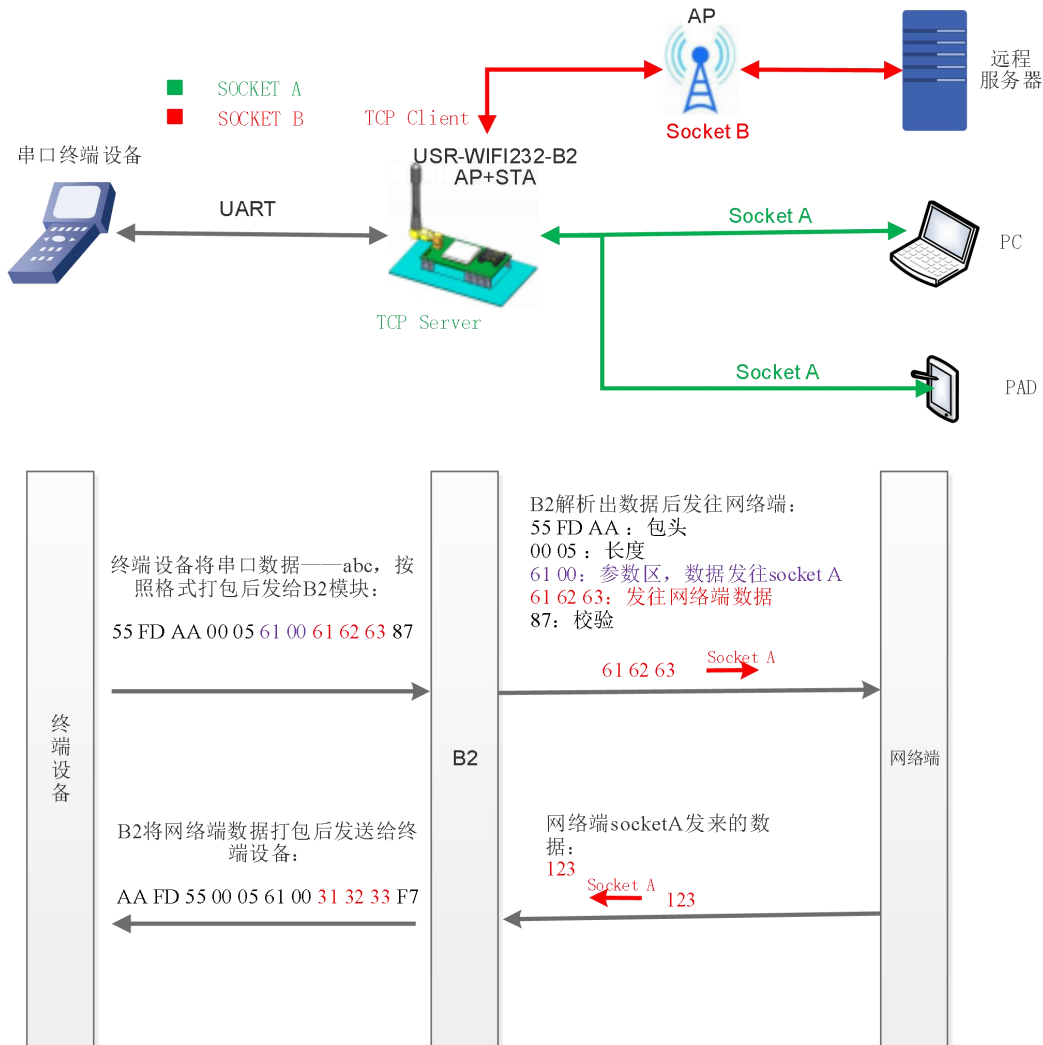 AP
远程
服务器
SOCKET A
SOCKET B
TCP Client
Socket B
串口终端设备
USR-WIFI232-B2
AP+STA
UART
Socket A
PC
TCP Server
Socket A
PAD
B2解析出数据后发往网络端：
55 FD AA：包头
00 05：长度
61 00：参数区，数据发往socket A
61 62 63：发往网络端数据
87：校验
终端设备将串口数据——abc，按
照格式打包后发给B2模块：
55 FD AA 00 05 61 00 61 62 63 87
61 62 63
Socket A
终
端
设
备
B2
网络端
B2将网络端数据打包后发送给终
端设备：
AA FD 55 00 05 61 00 31 32 33 F7
网络端socketA发来的数
据：
123
Socket A
123